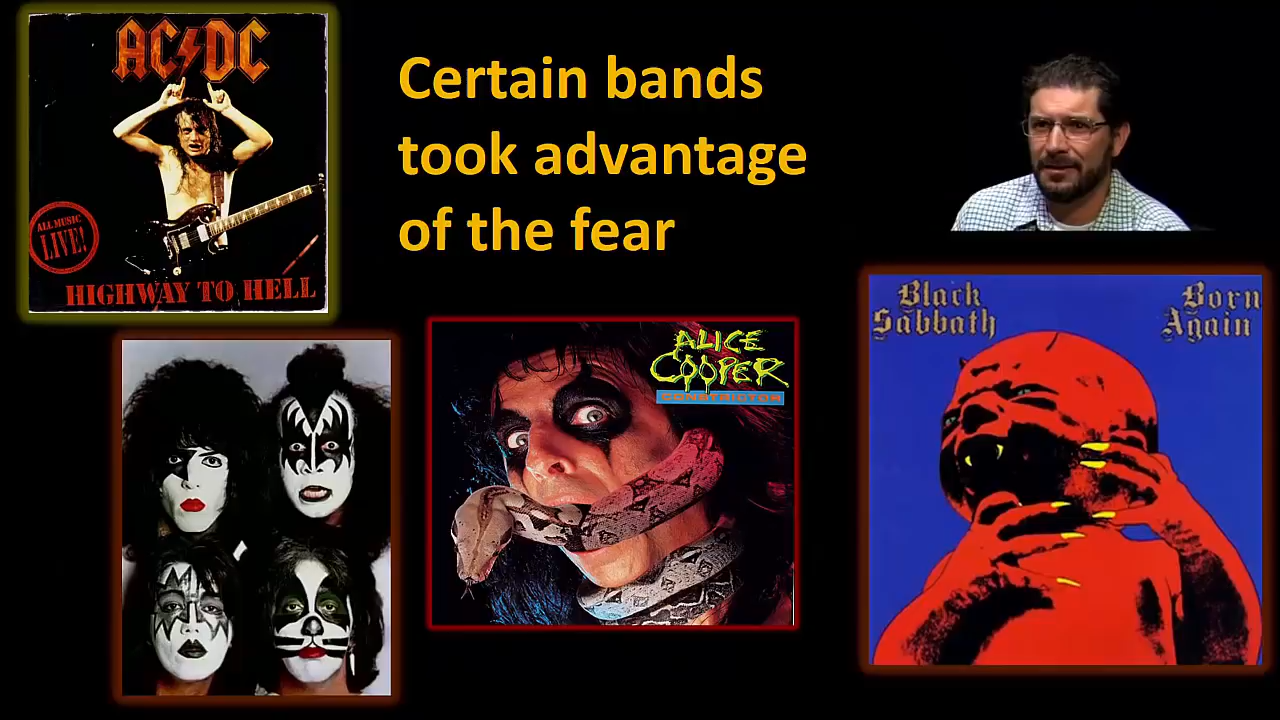 AC DC
ALL MUSIC
LIVE!
HIGHWAY TO HELL
Certain bands
took advantage
of the fear
ALICE
COOPER
CONSTRICTOR
Black
Sabbath
Born
Again